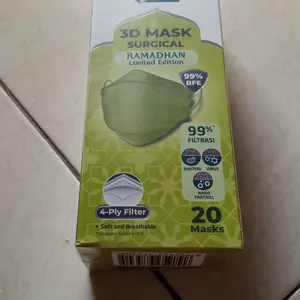 3D MASK
SURGICAL
RAMADHAN
Limited Edition
99%
BFE
99%*
FILTRASI
BAKTERI
VIRUS
NANO
PARTIKEL
4-Ply Filter
• Soft and Breathable
20
Masks